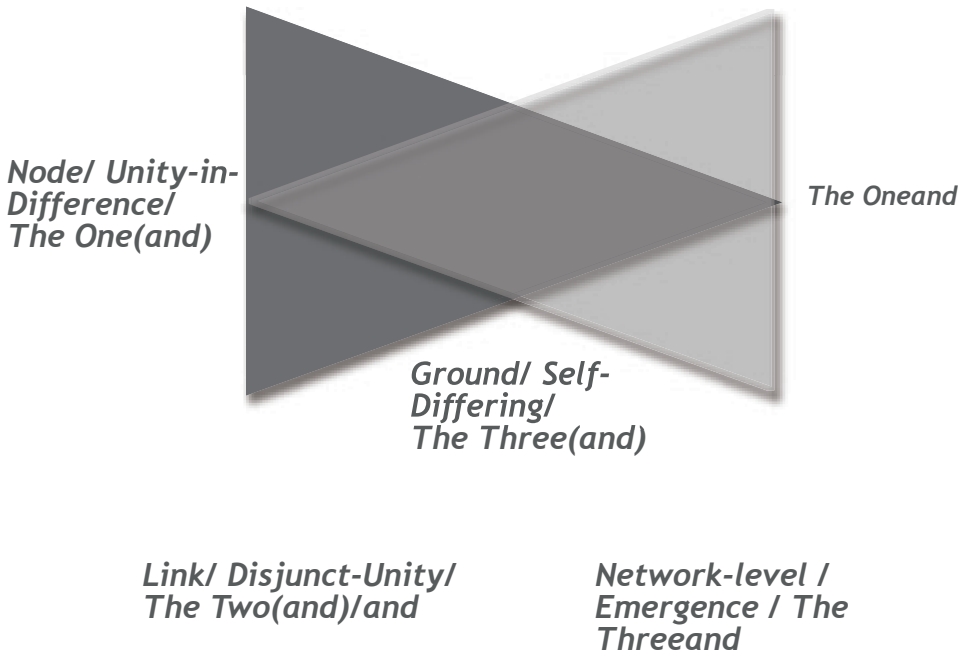 Node/ Unity-in-
Difference/
The One(and)
The Oneand
Ground/ Self-
Differing/
The Three(and)
Link/ Disjunct-Unity/
The Two(and)/and
Network-level /
Emergence / The
Threeand